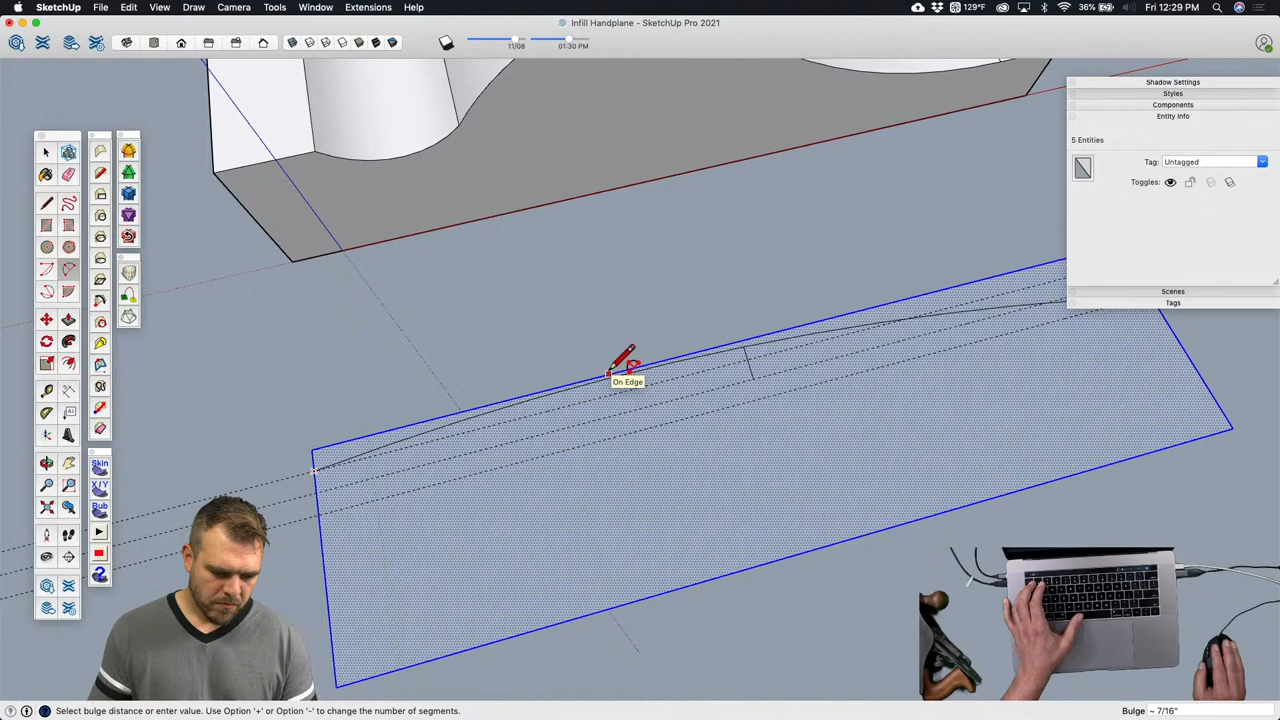 SketchUp File Edit View Draw Camera Tools Window Extensions Help 129°F 36% Fri 12:29 PM
Infill Handplane - SketchUp Pro 2021
11/08 01:30 PM
Shadow Settings
Styles
Components
Entity Info
5 Entities
Tag: Untagged
Toggles:
Scenes
Tags
On Edge
Skin
X/Y
Bub
Select bulge distance or enter value. Use Option '+' or Option '-' to change the number of segments. Bulge ~ 7/16"